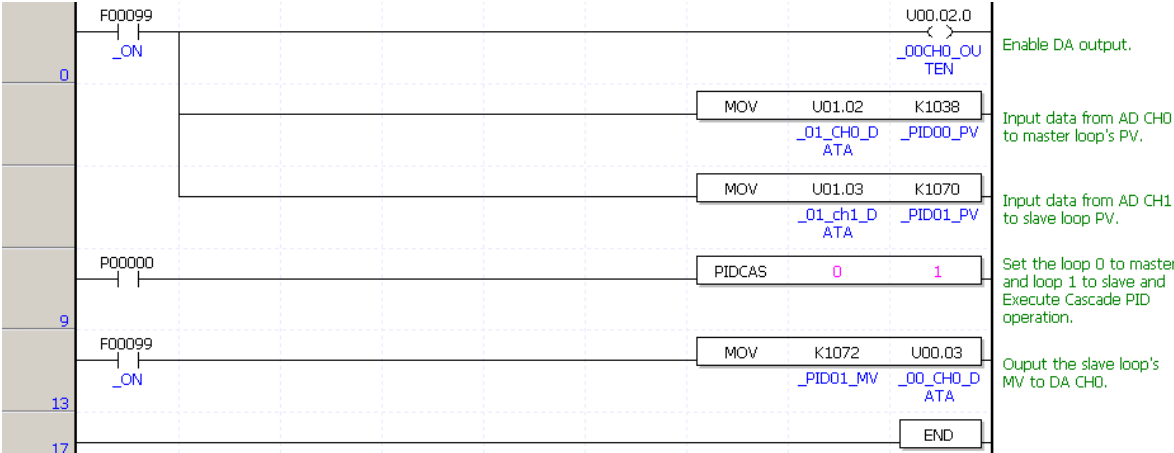 F00099 U00.02.0
_ON _00CH0_OU
TEN
Enable DA output.
0
MOV U01.02 K1038
_01_CH0_D _PID00_PV
ATA
Input data from AD CH0
to master loop's PV.
MOV U01.03 K1070
_01_ch1_D _PID01_PV
ATA
Input data from AD CH1
to slave loop PV.
P00000
PIDCAS 0 1
Set the loop 0 to master
and loop 1 to slave and
Execute Cascade PID
operation.
9
F00099
_ON
MOV K1072 U00.03
_PID01_MV _00_CH0_D
ATA
Ouput the slave loop's
MV to DA CH0.
13
END
17